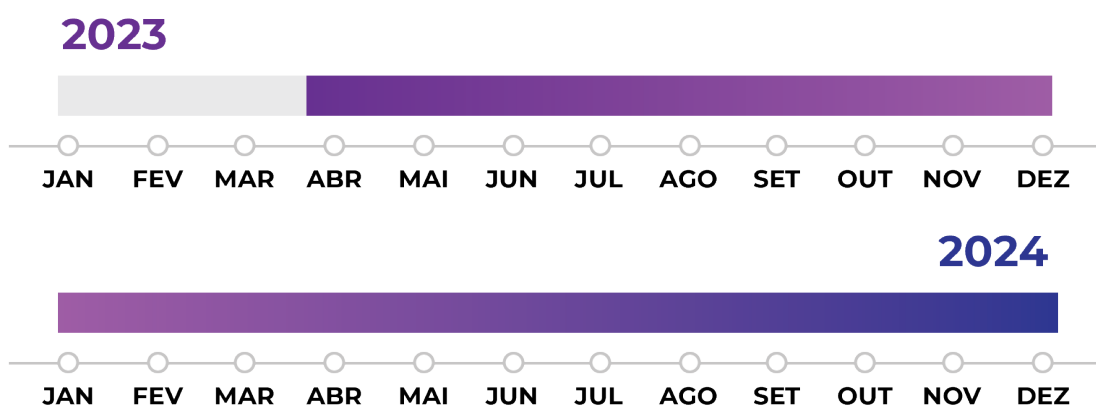 2023
JAN FEV MAR ABR MAI JUN JUL AGO SET OUT NOV DEZ
2024
JAN FEV MAR ABR MAI JUN JUL AGO SET OUT NOV DEZ